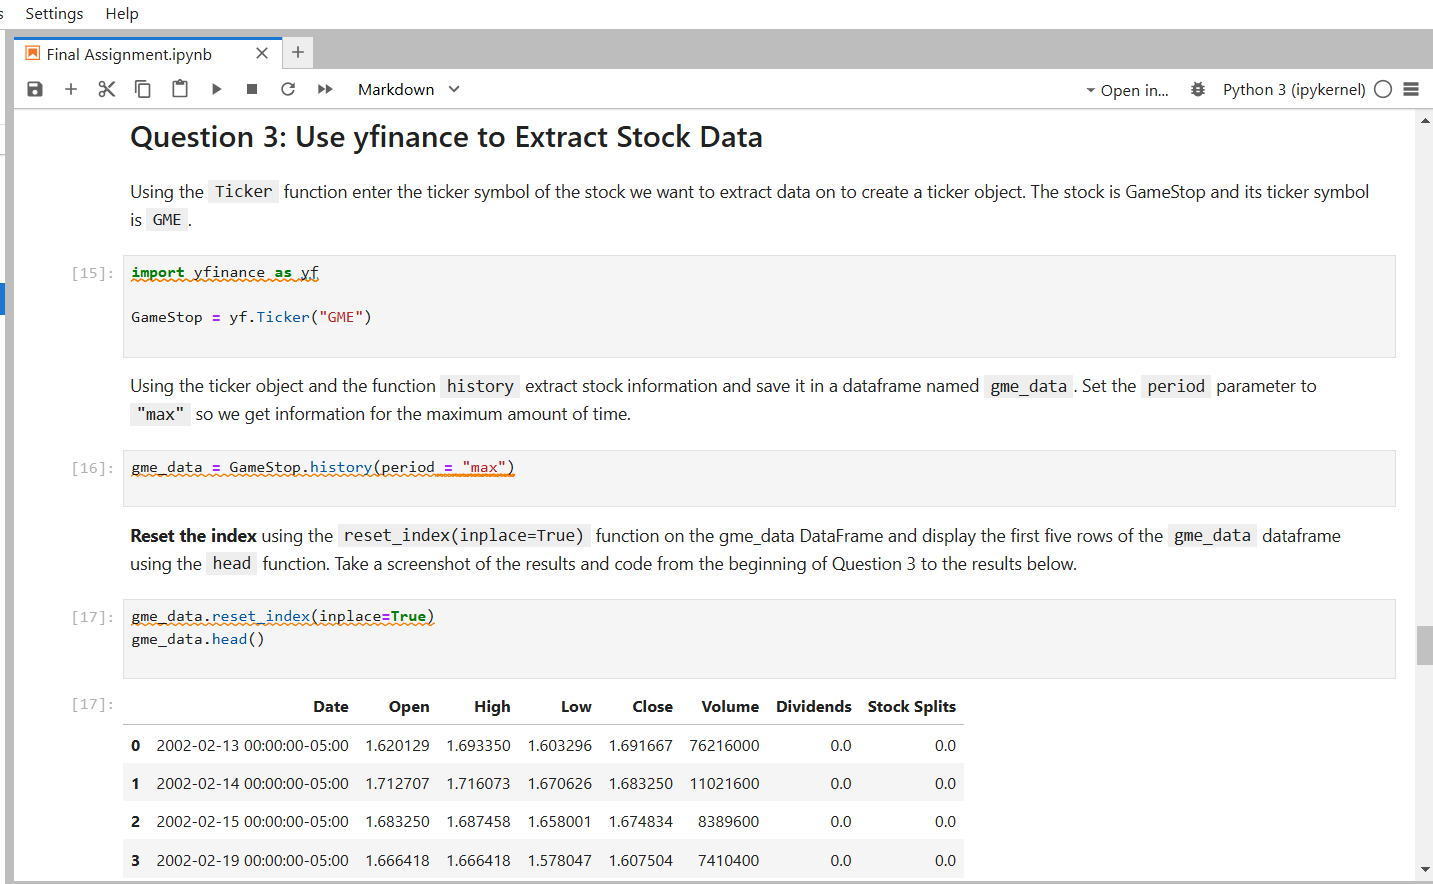 s Settings Help
Final Assignment.ipynb
Markdown
Open in...
Python 3 (ipykernel)
Question 3: Use yfinance to Extract Stock Data
Using the Ticker function enter the ticker symbol of the stock we want to extract data on to create a ticker object. The stock is GameStop and its ticker symbol
is GME .
[15]: import yfinance as yf
GameStop = yf.Ticker("GME")
Using the ticker object and the function history extract stock information and save it in a dataframe named gme_data . Set the period parameter to
"max" so we get information for the maximum amount of time.
[16]: gme_data = GameStop.history(period = "max")
Reset the index using the reset_index(inplace=True) function on the gme_data DataFrame and display the first five rows of the gme_data dataframe
using the head function. Take a screenshot of the results and code from the beginning of Question 3 to the results below.
[17]: gme_data.reset_index(inplace=True)
gme_data.head()
[17]: Date Open High Low Close Volume Dividends Stock Splits
0 2002-02-13 00:00:00-05:00 1.620129 1.693350 1.603296 1.691667 76216000 0.0 0.0
1 2002-02-14 00:00:00-05:00 1.712707 1.716073 1.670626 1.683250 11021600 0.0 0.0
2 2002-02-15 00:00:00-05:00 1.683250 1.687458 1.658001 1.674834 8389600 0.0 0.0
3 2002-02-19 00:00:00-05:00 1.666418 1.666418 1.578047 1.607504 7410400 0.0 0.0